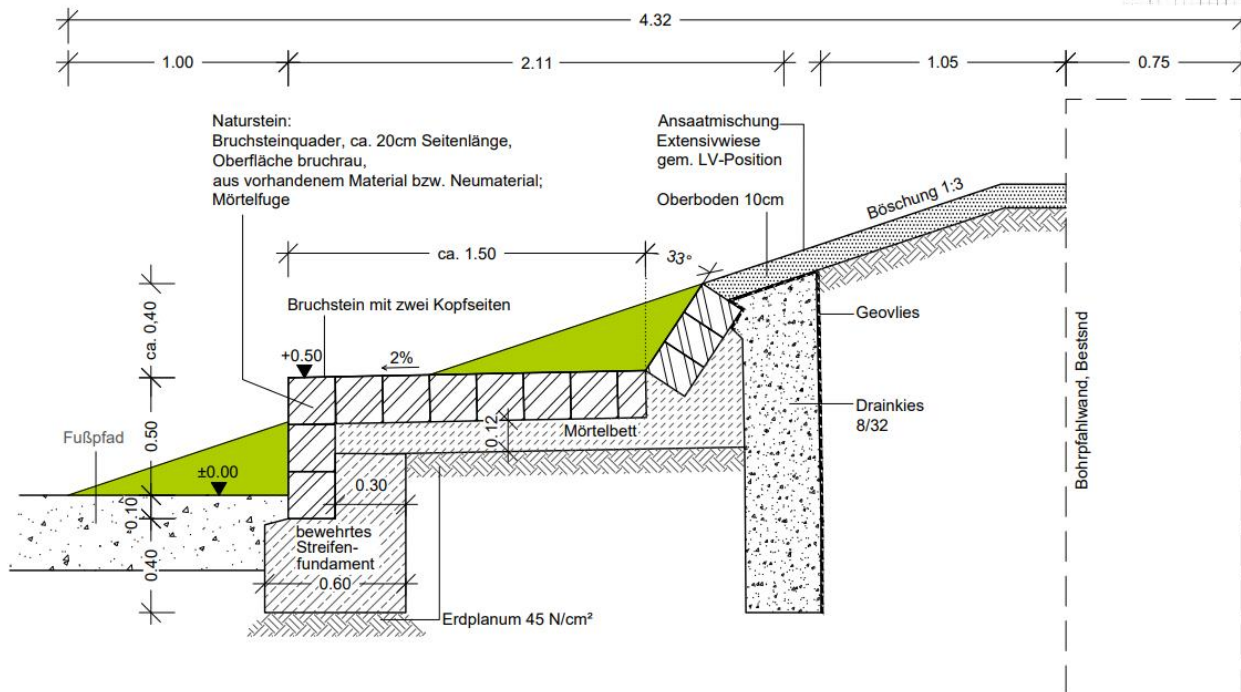 4.32
1.00
2.11
1.05
0.75
Naturstein:
Bruchsteinquader, ca. 20cm Seitenlänge,
Oberfläche bruchrau,
aus vorhandenem Material bzw. Neumaterial;
Mörtelfuge
Ansaatmischung
Extensivwiese
gem. LV-Position
Oberboden 10cm
Böschung 1:3
ca. 1.50
33°
ca. 0,40
Bruchstein mit zwei Kopfseiten
Geovlies
+0.50
2%
Fußpfad
0.50
0.12
Mörtelbett
Drainkies
8/32
Bohrpfahlwand, Bestsnd
±0.00
0.30
0.10
bewehrtes
Streifen-
fundament
0.60
0.40
Erdplanum 45 N/cm²